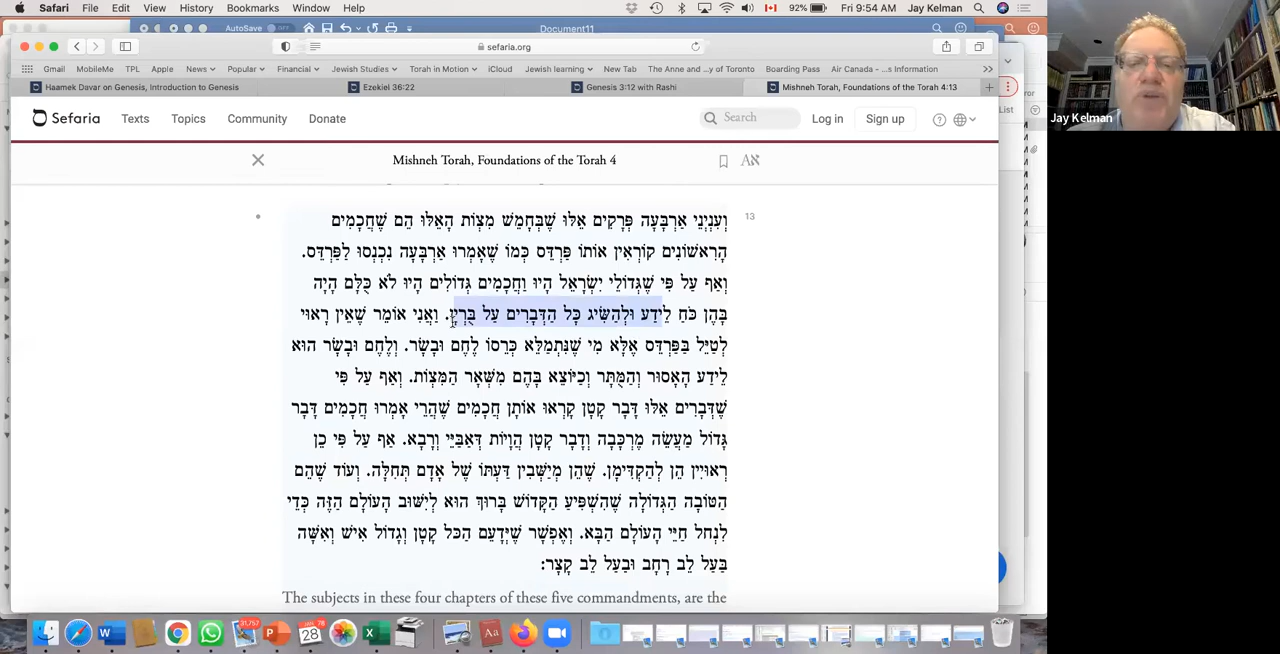 Safari File Edit View History Bookmarks Window Help 92% Fri 9:54 AM Jay Kelman
AutoSave OFF Document11
sefaria.org
Gmail MobileMe TPL Apple News Popular Financial Jewish Studies Torah in Motion iCloud Jewish learning New Tab The Anne and ...y of Toronto Boarding Pass Air Canada - ...s Information
Haamek Davar on Genesis, Introduction to Genesis Ezekiel 36:22 Genesis 3:12 with Rashi Mishneh Torah, Foundations of the Torah 4:13
Sefaria Texts Topics Community Donate Search Log in Sign up
Mishneh Torah, Foundations of the Torah 4
13
וְעִנְיְנֵי אַרְבָּעָה פְּרָקִים אֵלּוּ שֶׁבְּחָמֵשׁ מִצְוֹת הָאֵלּוּ הֵם שֶׁחֲכָמִים
הָרִאשׁוֹנִים קוֹרְאִין אוֹתוֹ פַּרְדֵּס כְּמוֹ שֶׁאָמְרוּ אַרְבָּעָה נִכְנְסוּ לַפַּרְדֵּס.
וְאַף עַל פִּי שֶׁגְּדוֹלֵי יִשְׂרָאֵל הָיוּ וַחֲכָמִים גְּדוֹלִים הָיוּ לֹא כֻּלָּם הָיָה
בָּהֶן כֹּחַ לֵידַע וּלְהַשִּׂיג כָּל הַדְּבָרִים עַל בֻּרְיָן. וַאֲנִי אוֹמֵר שֶׁאֵין רָאוּי
לְטַיֵּל בַּפַּרְדֵּס אֶלָּא מִי שֶׁנִּתְמַלֵּא כְּרֵסוֹ לֶחֶם וּבָשָׂר. וְלֶחֶם וּבָשָׂר הוּא
לֵידַע הָאָסוּר וְהַמֻּתָּר וְכַיּוֹצֵא בָּהֶם מִשְּׁאָר הַמִּצְוֹת. וְאַף עַל פִּי
שֶׁדְּבָרִים אֵלּוּ דָּבָר קָטָן קָרְאוּ אוֹתָן חֲכָמִים שֶׁהֲרֵי אָמְרוּ חֲכָמִים דָּבָר
גָּדוֹל מַעֲשֵׂה מֶרְכָּבָה וְדָבָר קָטָן הֲוָיוֹת דְּאַבַּיֵּי וְרָבָא. אַף עַל פִּי כֵן
רְאוּיִין הֵן לְהַקְדִּימָן. שֶׁהֵן מְיַשְּׁבִין דַּעְתּוֹ שֶׁל אָדָם תְּחִלָּה. וְעוֹד שֶׁהֵם
הַטּוֹבָה הַגְּדוֹלָה שֶׁהִשְׁפִּיעַ הַקָּדוֹשׁ בָּרוּךְ הוּא לְיִשּׁוּב הָעוֹלָם הַזֶּה כְּדֵי
לִנְחֹל חַיֵּי הָעוֹלָם הַבָּא. וְאֶפְשָׁר שֶׁיְּדָעֵם הַכֹּל קָטָן וְגָדוֹל אִישׁ וְאִשָּׁה
בַּעַל לֵב רָחָב וּבַעַל לֵב קָצָר:
The subjects in these four chapters of these five commandments, are the
Jay Kelman